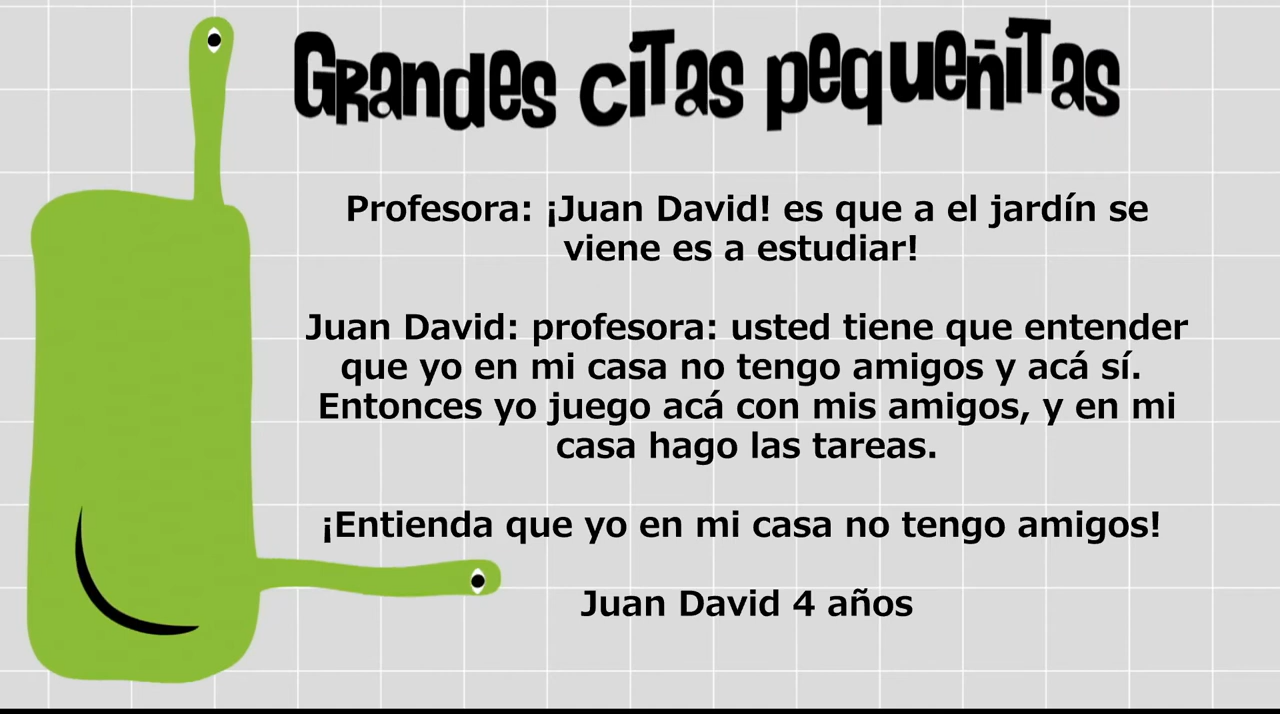 Grandes citas pequeñitas
Profesora: ¡Juan David! es que a el jardín se
viene es a estudiar!
Juan David: profesora: usted tiene que entender
que yo en mi casa no tengo amigos y acá sí.
Entonces yo juego acá con mis amigos, y en mi
casa hago las tareas.
¡Entienda que yo en mi casa no tengo amigos!
Juan David 4 años